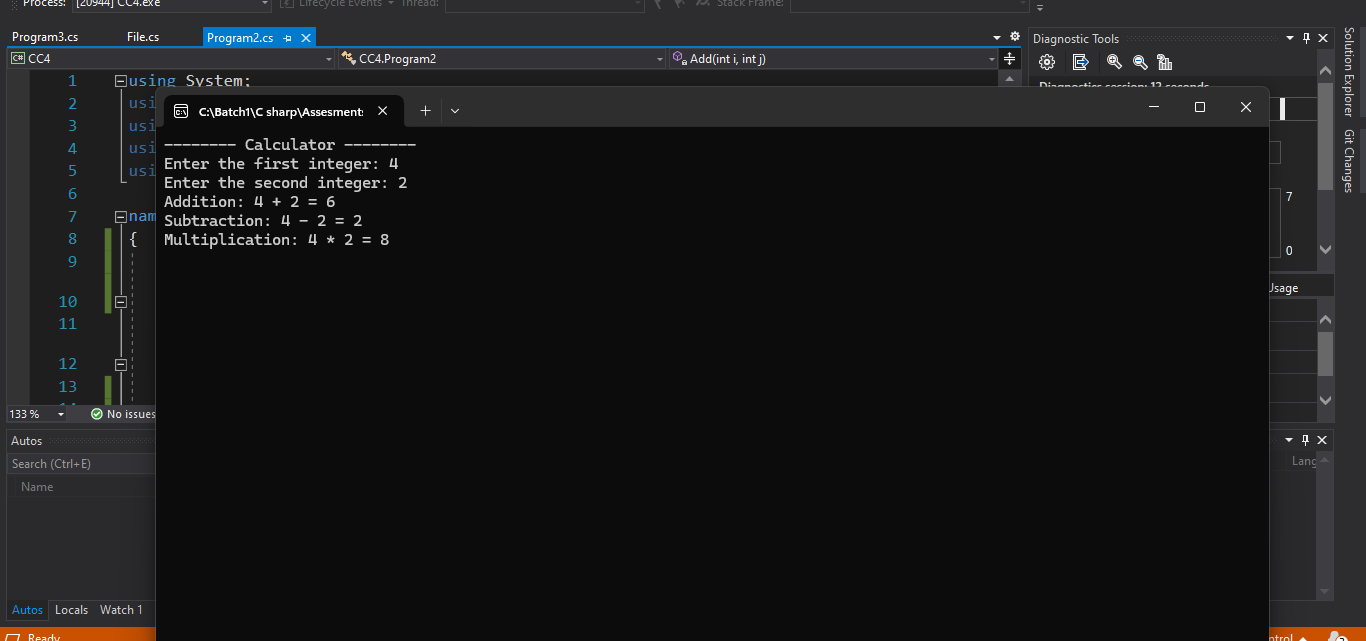 Process: [20944] CC4.exe Lifecycle Events Thread: Stack Frame:
Program3.cs File.cs Program2.cs
CC4 CC4.Program2 Add(int i, int j)
Diagnostic Tools
Diagnostics session: 12 seconds
Solution Explorer
Git Changes
1 using System;
2 usi
3 usi
4 usi
5 usi
6
7 nam
8 {
9
10
11
12
13
C:\Batch1\C sharp\Assesment:
-------- Calculator --------
Enter the first integer: 4
Enter the second integer: 2
Addition: 4 + 2 = 6
Subtraction: 4 - 2 = 2
Multiplication: 4 * 2 = 8
7
0
Usage
133 % No issues
Autos
Search (Ctrl+E)
Name
Lang
Autos Locals Watch 1
Ready
ntrol
2